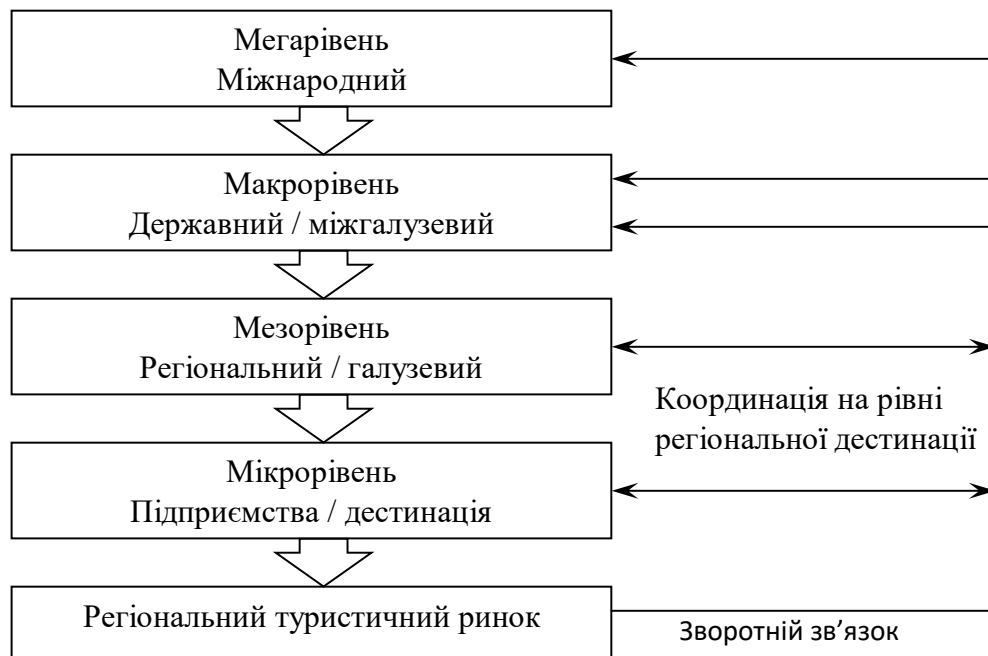 Мегарівень
Міжнародний
Макрорівень
Державний / міжгалузевий
Мезорівень
Регіональний / галузевий
Координація на рівні
регіональної дестинації
Мікрорівень
Підприємства / дестинація
Регіональний туристичний ринок
Зворотній зв’язок